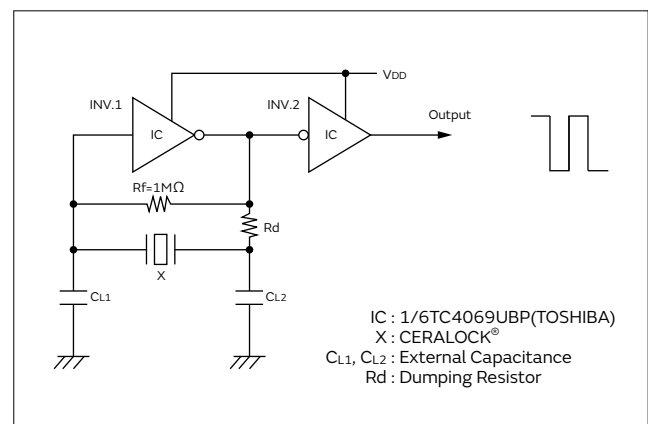 VDD
INV.1
INV.2
IC
IC
Output
Rf=1MΩ
Rd
X
CL1
CL2
IC : 1/6TC4069UBP(TOSHIBA)
X : CERALOCK®
CL1, CL2 : External Capacitance
Rd : Dumping Resistor